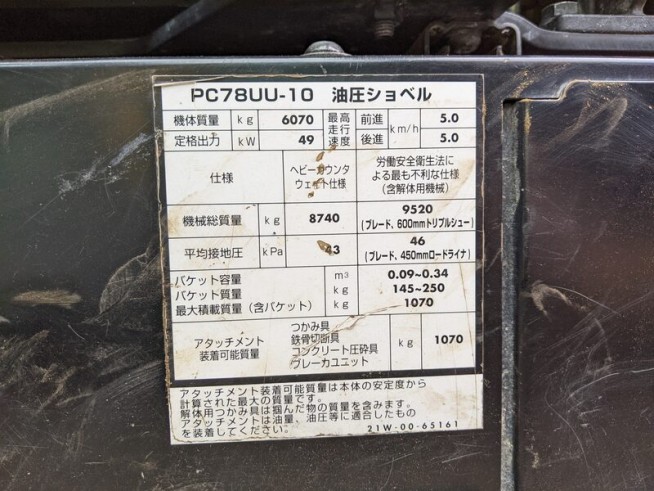 PC78UU-10 油圧ショベル
機体質量 kg 6070 最高走行速度 前進 km/h 5.0
定格出力 kW 49 後進 5.0
仕様 ヘビーカウンタウェイト仕様 労働安全衛生法による最も不利な仕様(含解体用機械)
機械総質量 kg 8740 9520
(ブレード、600mmトリプルシュー)
平均接地圧 kPa 43 46
(ブレード、450mmロードライナ)
バケット容量 m3 0.09~0.34
バケット質量 kg 145~250
最大積載質量(含バケット) kg 1070
アタッチメント装着可能質量 つかみ具 kg 1070
鉄骨切断具
コンクリート圧砕具
ブレーカユニット
アタッチメント装着可能質量は本体の安定度から
計算された最大の質量です。
解体用つかみ具は掴んだ物の質量を含みます。
アタッチメントは油量、油圧等に適合したもの
を装着してください。 21W-00-65161